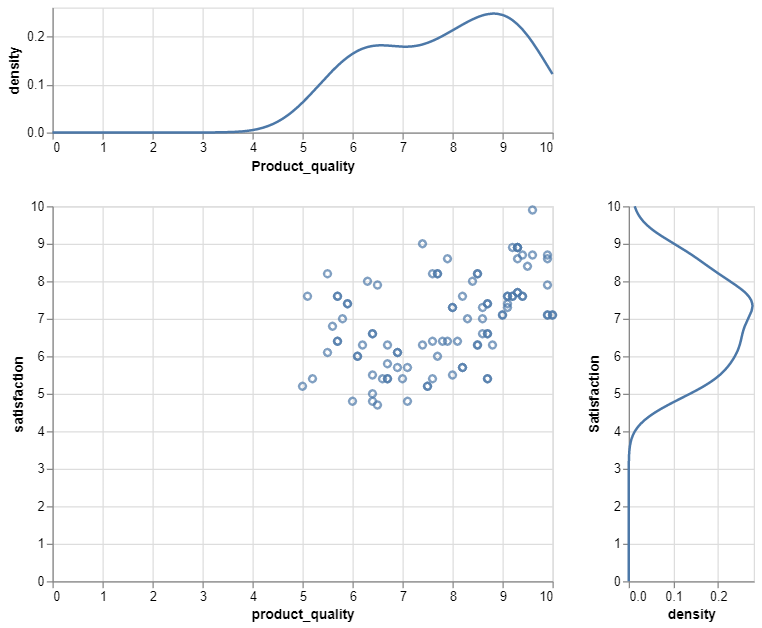 density
0.2
0.1
0.0
0 1 2 3 4 5 6 7 8 9 10
Product_quality
satisfaction
10
9
8
7
6
5
4
3
2
1
0
0 1 2 3 4 5 6 7 8 9 10
product_quality
Satisfaction
10
9
8
7
6
5
4
3
2
1
0
0.0 0.1 0.2
density